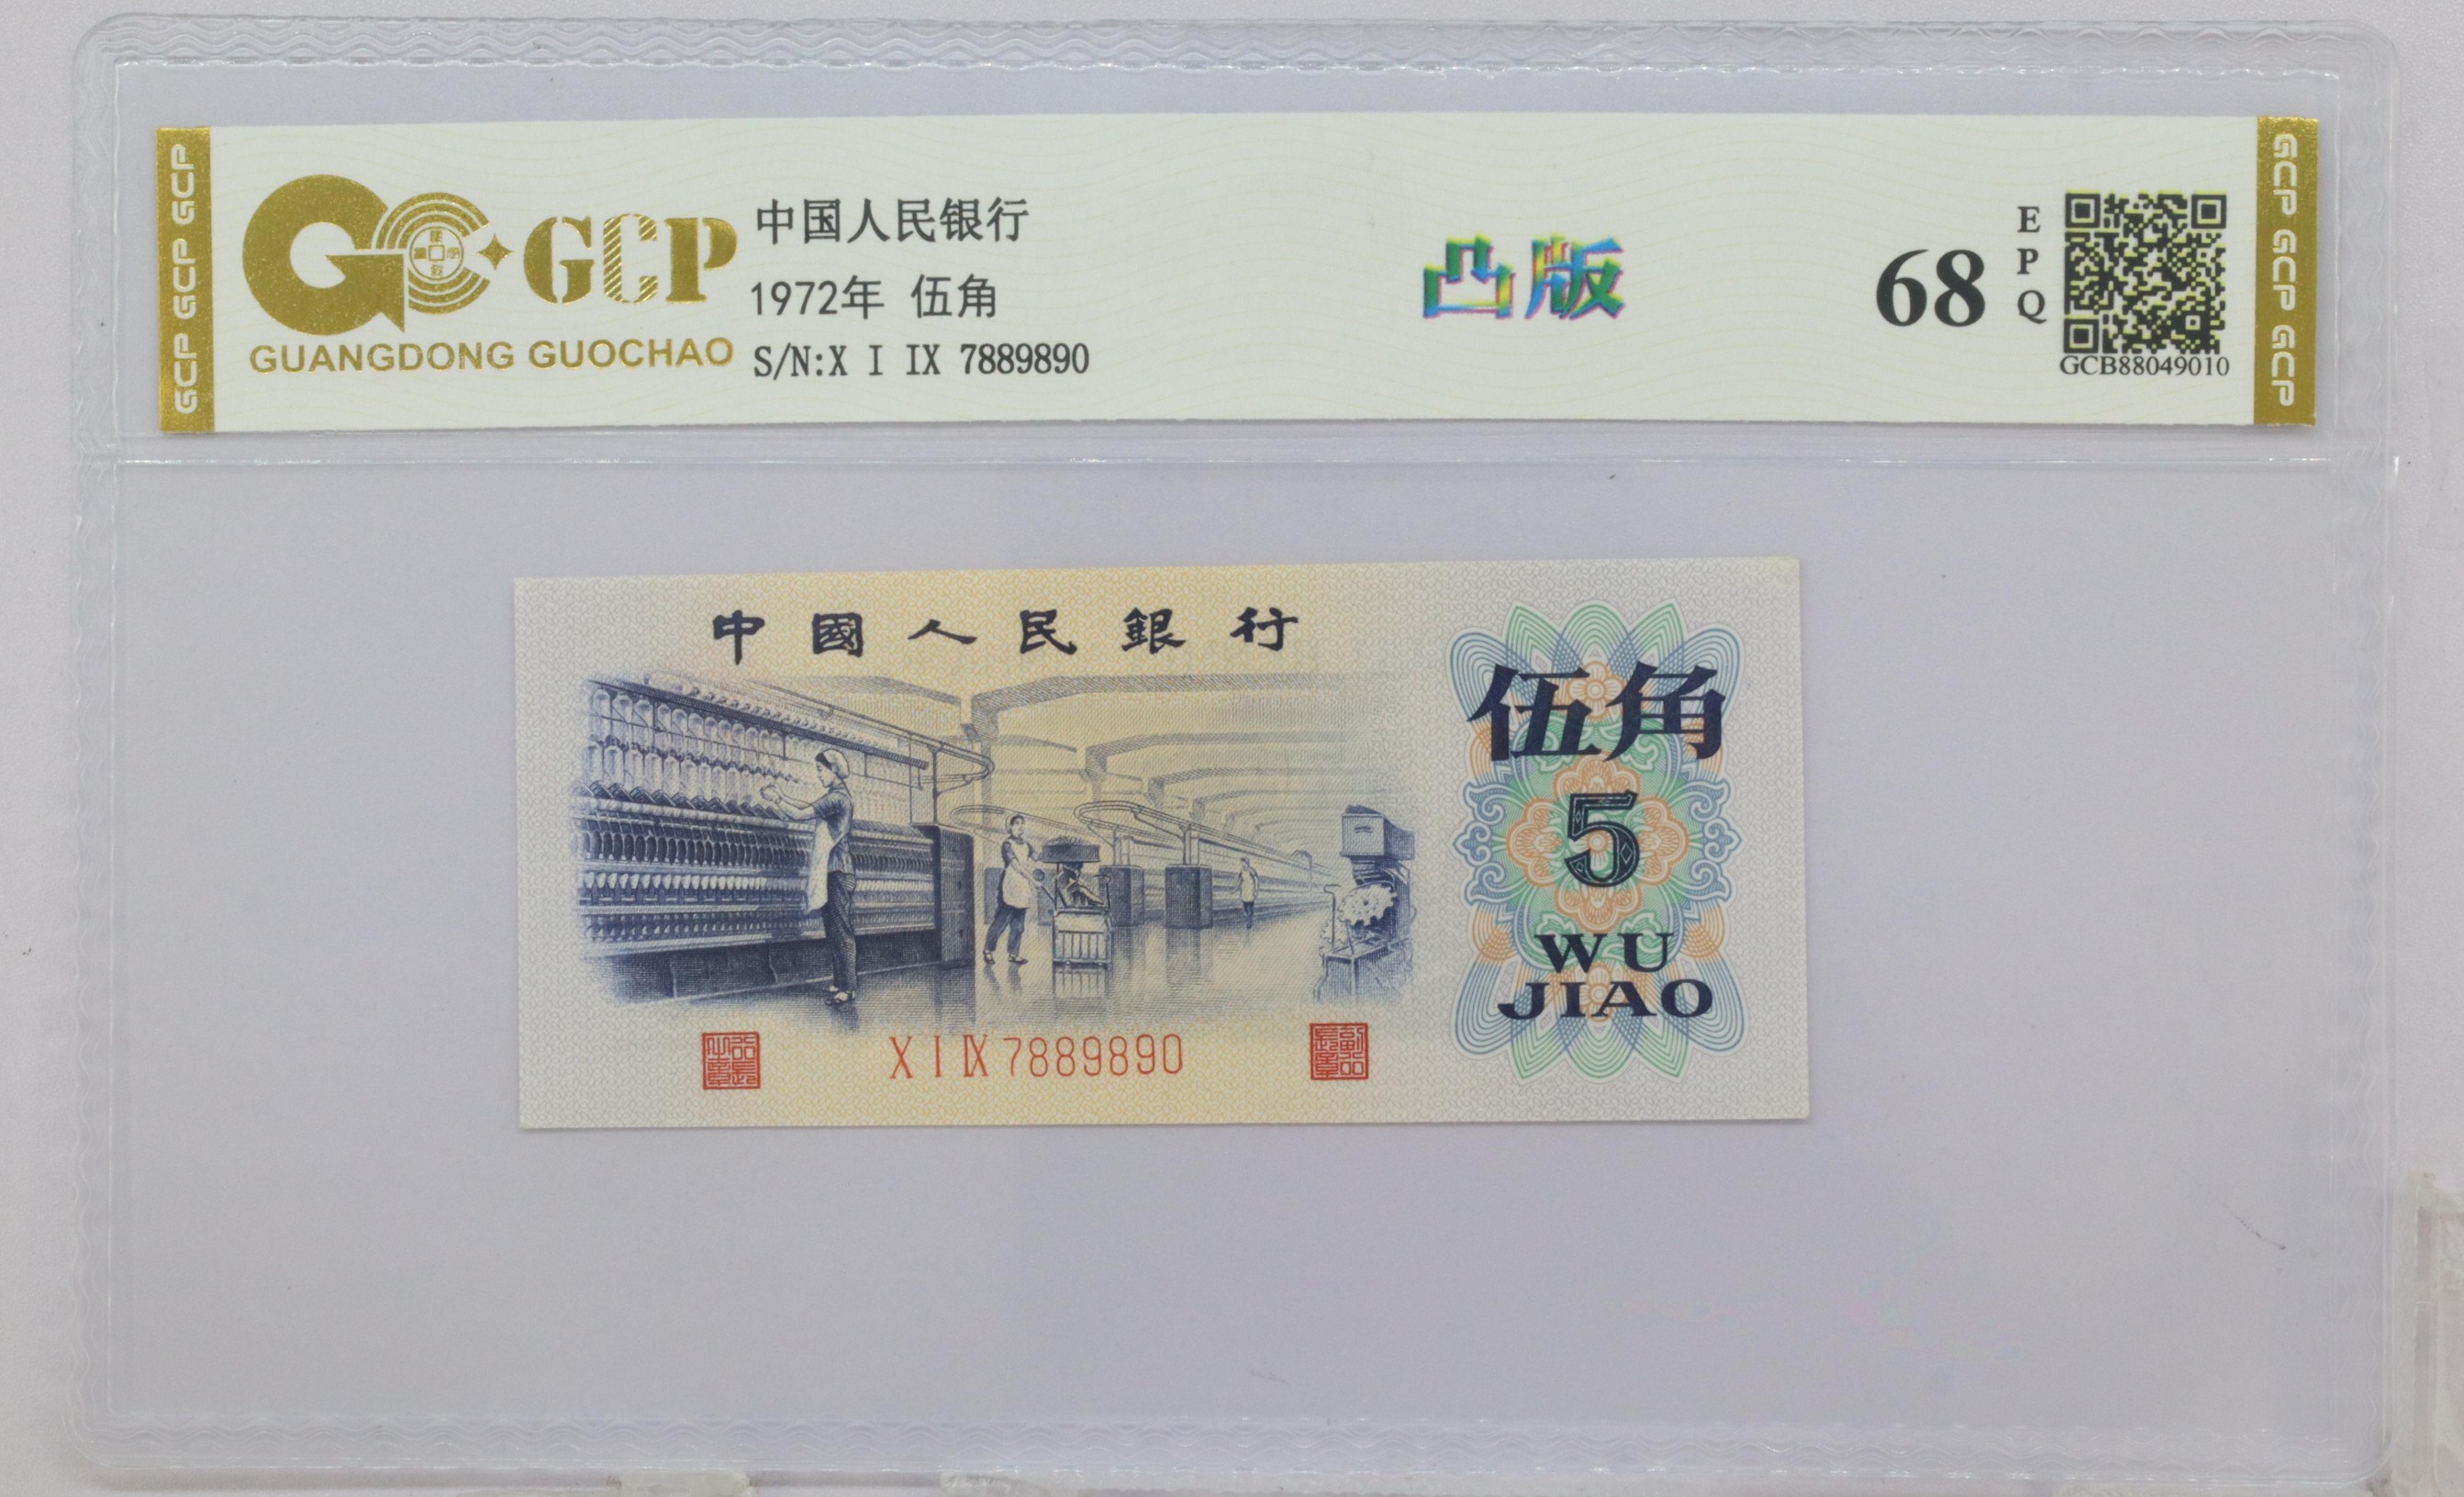 GCP GCP GCP
GCP
GUANGDONG GUOCHAO
中国人民银行
1972年 伍角
S/N:X I IX 7889890
凸版
68
EPQ
GCB88049010
GCP GCP GCP
中國人民銀行
伍角
5
WU
JIAO
X I IX 7889890